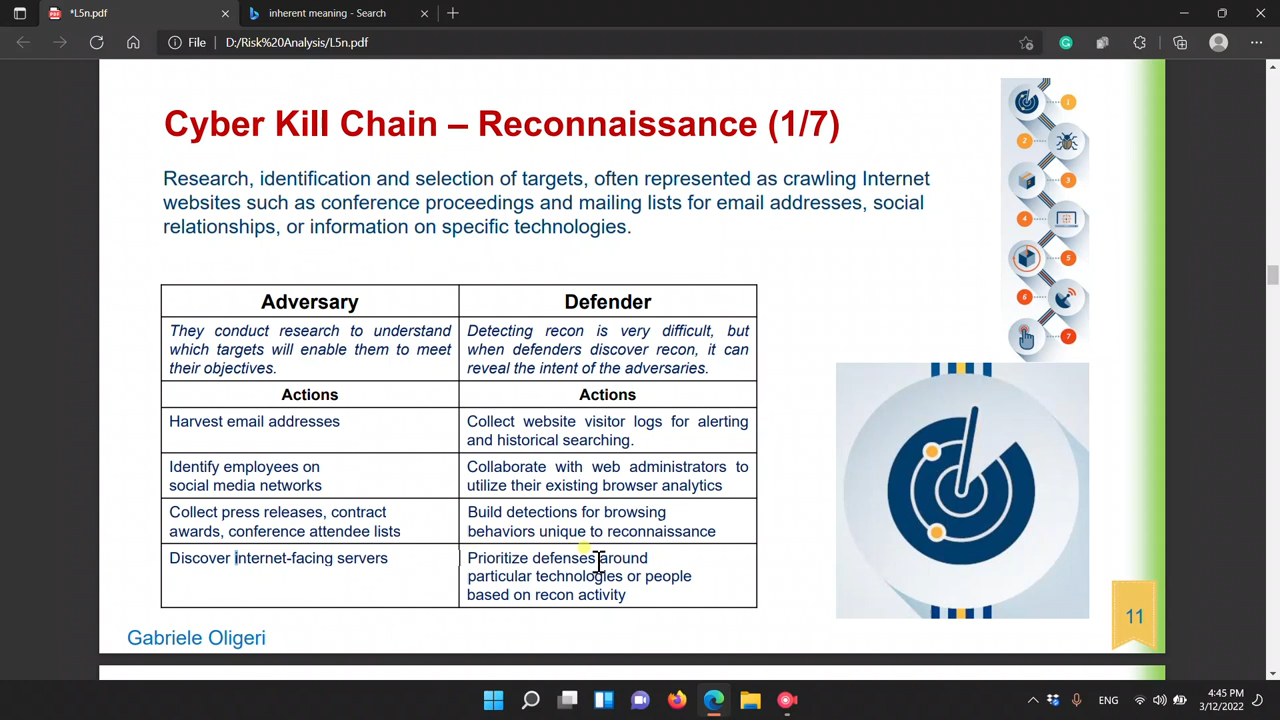 *L5n.pdf
inherent meaning - Search
File
D:/Risk%20Analysis/L5n.pdf
Cyber Kill Chain – Reconnaissance (1/7)
Research, identification and selection of targets, often represented as crawling Internet
websites such as conference proceedings and mailing lists for email addresses, social
relationships, or information on specific technologies.
1
2
3
4
5
6
7
Adversary
Defender
They conduct research to understand
which targets will enable them to meet
their objectives.
Detecting recon is very difficult, but
when defenders discover recon, it can
reveal the intent of the adversaries.
Actions
Actions
Harvest email addresses
Collect website visitor logs for alerting
and historical searching.
Identify employees on
social media networks
Collaborate with web administrators to
utilize their existing browser analytics
Collect press releases, contract
awards, conference attendee lists
Build detections for browsing
behaviors unique to reconnaissance
Discover internet-facing servers
Prioritize defenses around
particular technologies or people
based on recon activity
11
Gabriele Oligeri
ENG
4:45 PM
3/12/2022